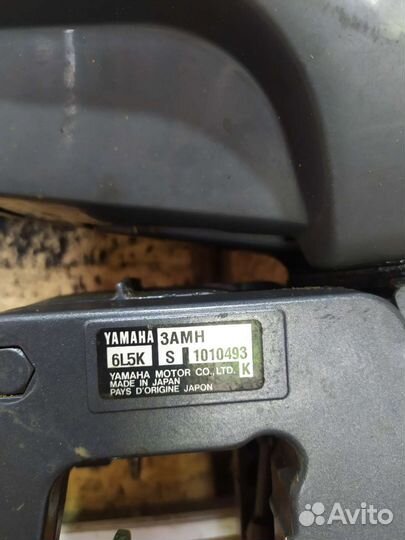 YAMAHA 3AMH
6L5K S 1010493
YAMAHA MOTOR CO., LTD. K
MADE IN JAPAN
PAYS D'ORIGINE JAPON
Avito